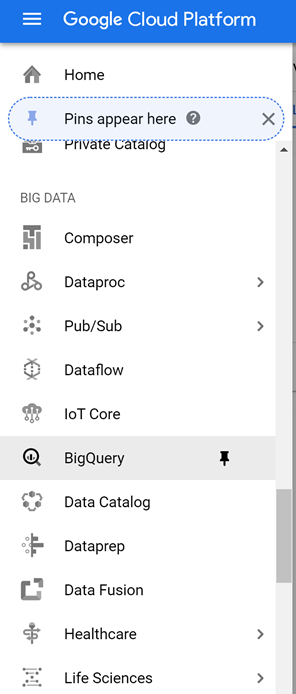 Google Cloud Platform
Home
Pins appear here
Private Catalog
BIG DATA
Composer
Dataproc
Pub/Sub
Dataflow
IoT Core
BigQuery
Data Catalog
Dataprep
Data Fusion
Healthcare
Life Sciences